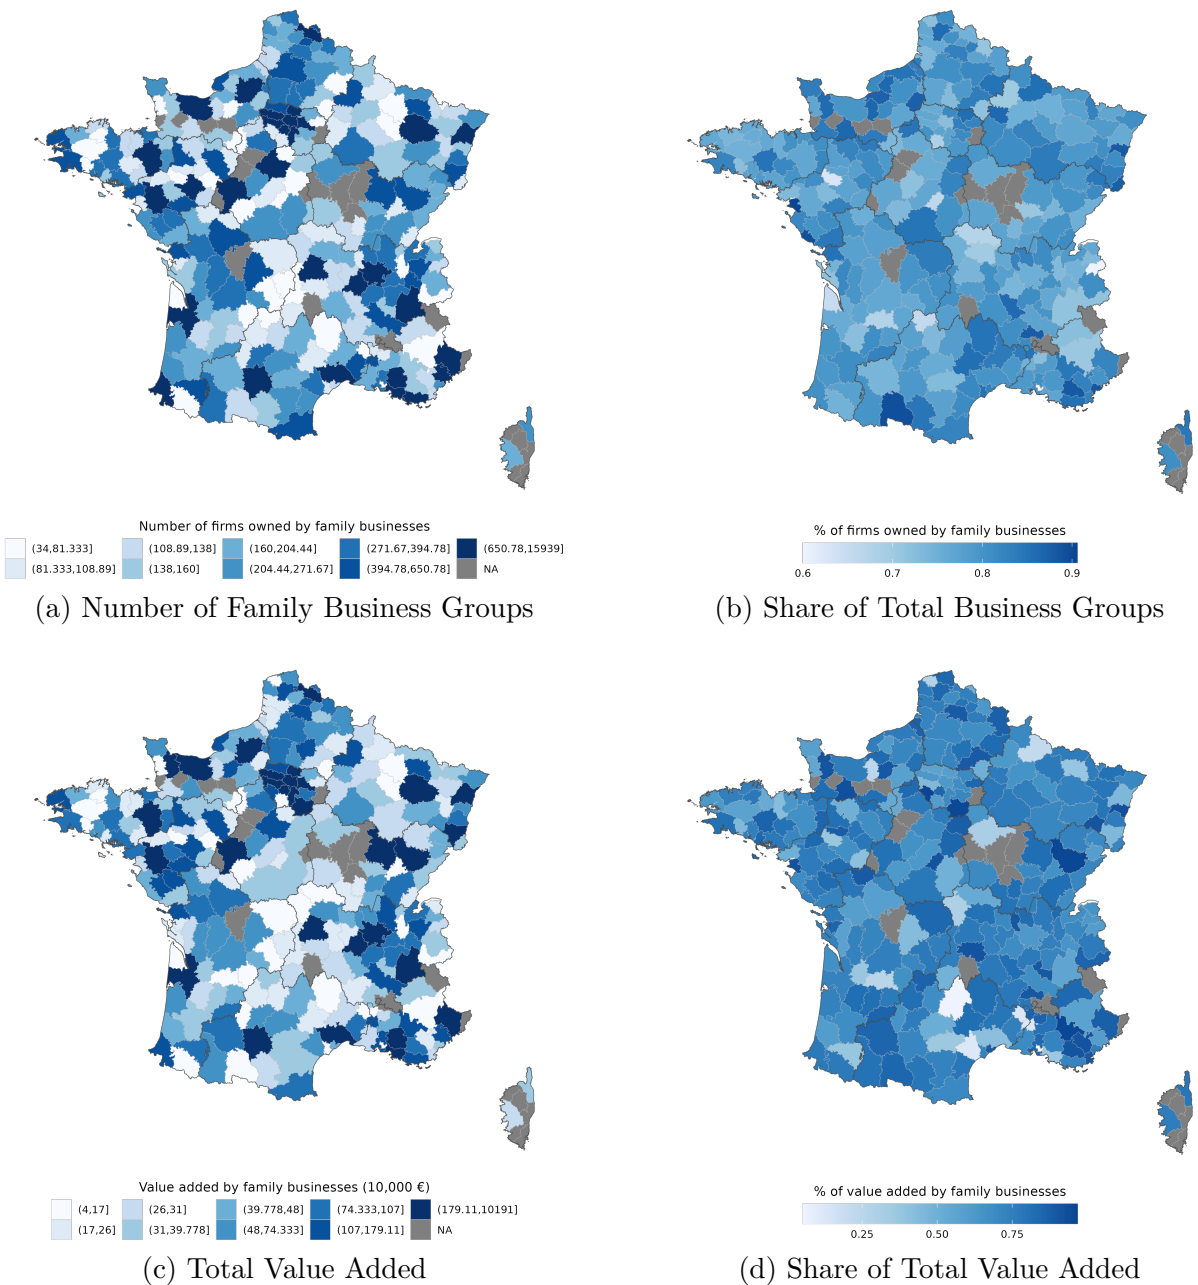 Number of firms owned by family businesses
(34,81.333] (108.89,138] (160,204.44] (271.67,394.78] (650.78,15939]
(81.333,108.89] (138,160] (204.44,271.67] (394.78,650.78] NA
(a) Number of Family Business Groups
% of firms owned by family businesses
0.6 0.7 0.8 0.9
(b) Share of Total Business Groups
Value added by family businesses (10,000 €)
(4,17] (26,31] (39.778,48] (74.333,107] (179.11,10191]
(17,26] (31,39.778] (48,74.333] (107,179.11] NA
(c) Total Value Added
% of value added by family businesses
0.25 0.50 0.75
(d) Share of Total Value Added